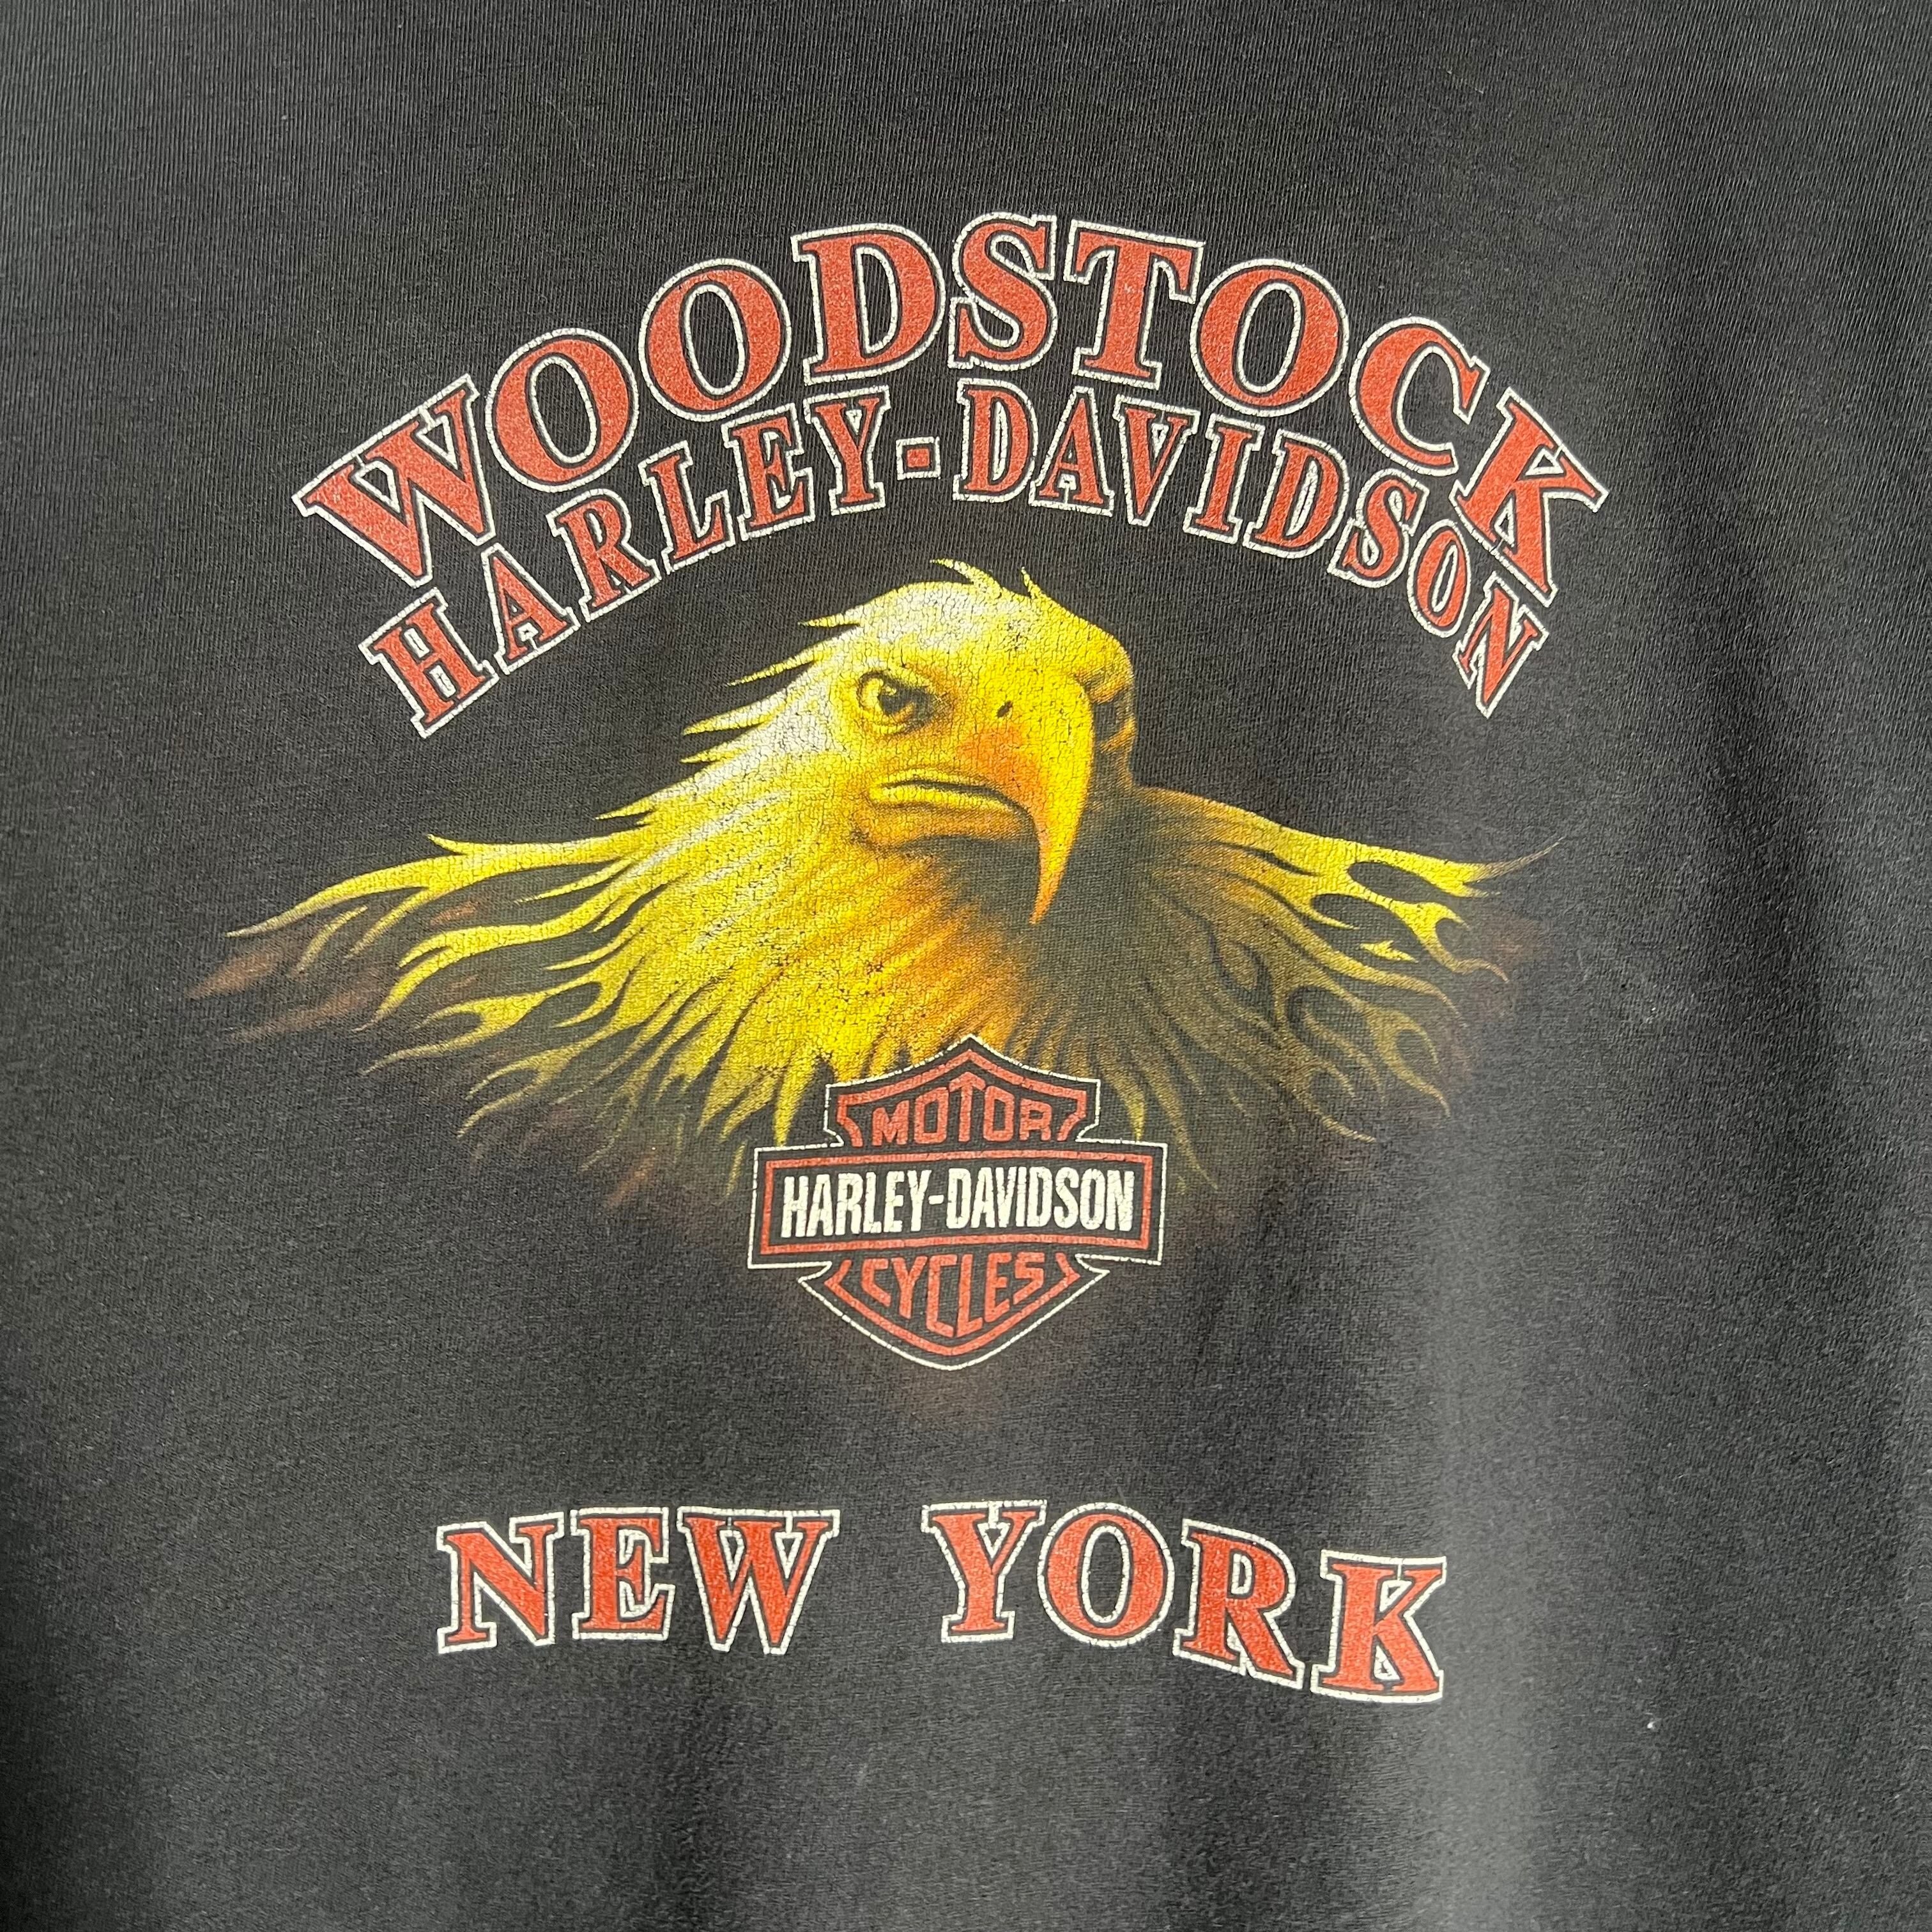 WOODSTOCK
HARLEY-DAVIDSON
MOTOR
HARLEY-DAVIDSON
CYCLES
NEW YORK